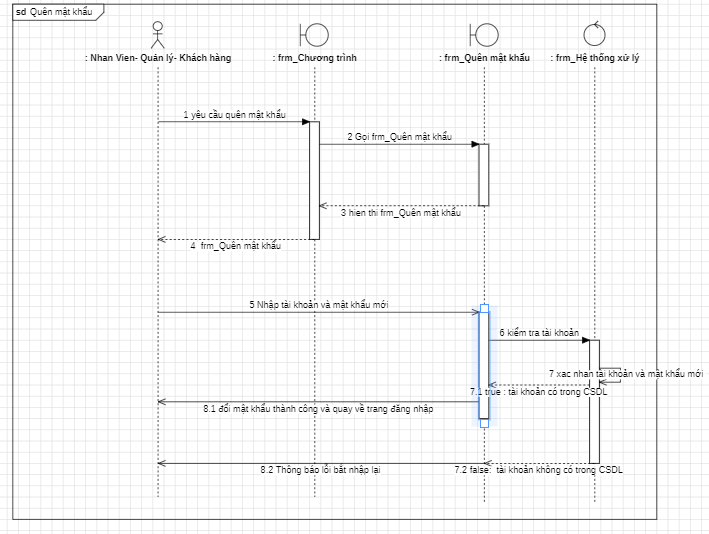 sd Quên mật khẩu
: Nhan Vien- Quản lý- Khách hàng
: frm_Chương trình
: frm_Quên mật khẩu
: frm_Hệ thống xử lý
1 yêu cầu quên mật khẩu
2 Gọi frm_Quên mật khẩu
3 hien thi frm_Quên mật khẩu
4 frm_Quên mật khẩu
5 Nhập tài khoản và mật khẩu mới
6 kiểm tra tài khoản
7 xac nhan tài khoản và mật khẩu mới
7.1 true : tài khoản có trong CSDL
8.1 đổi mật khẩu thành công và quay về trang đăng nhập
8.2 Thông báo lỗi bắt nhập lại
7.2 false: tài khoản không có trong CSDL